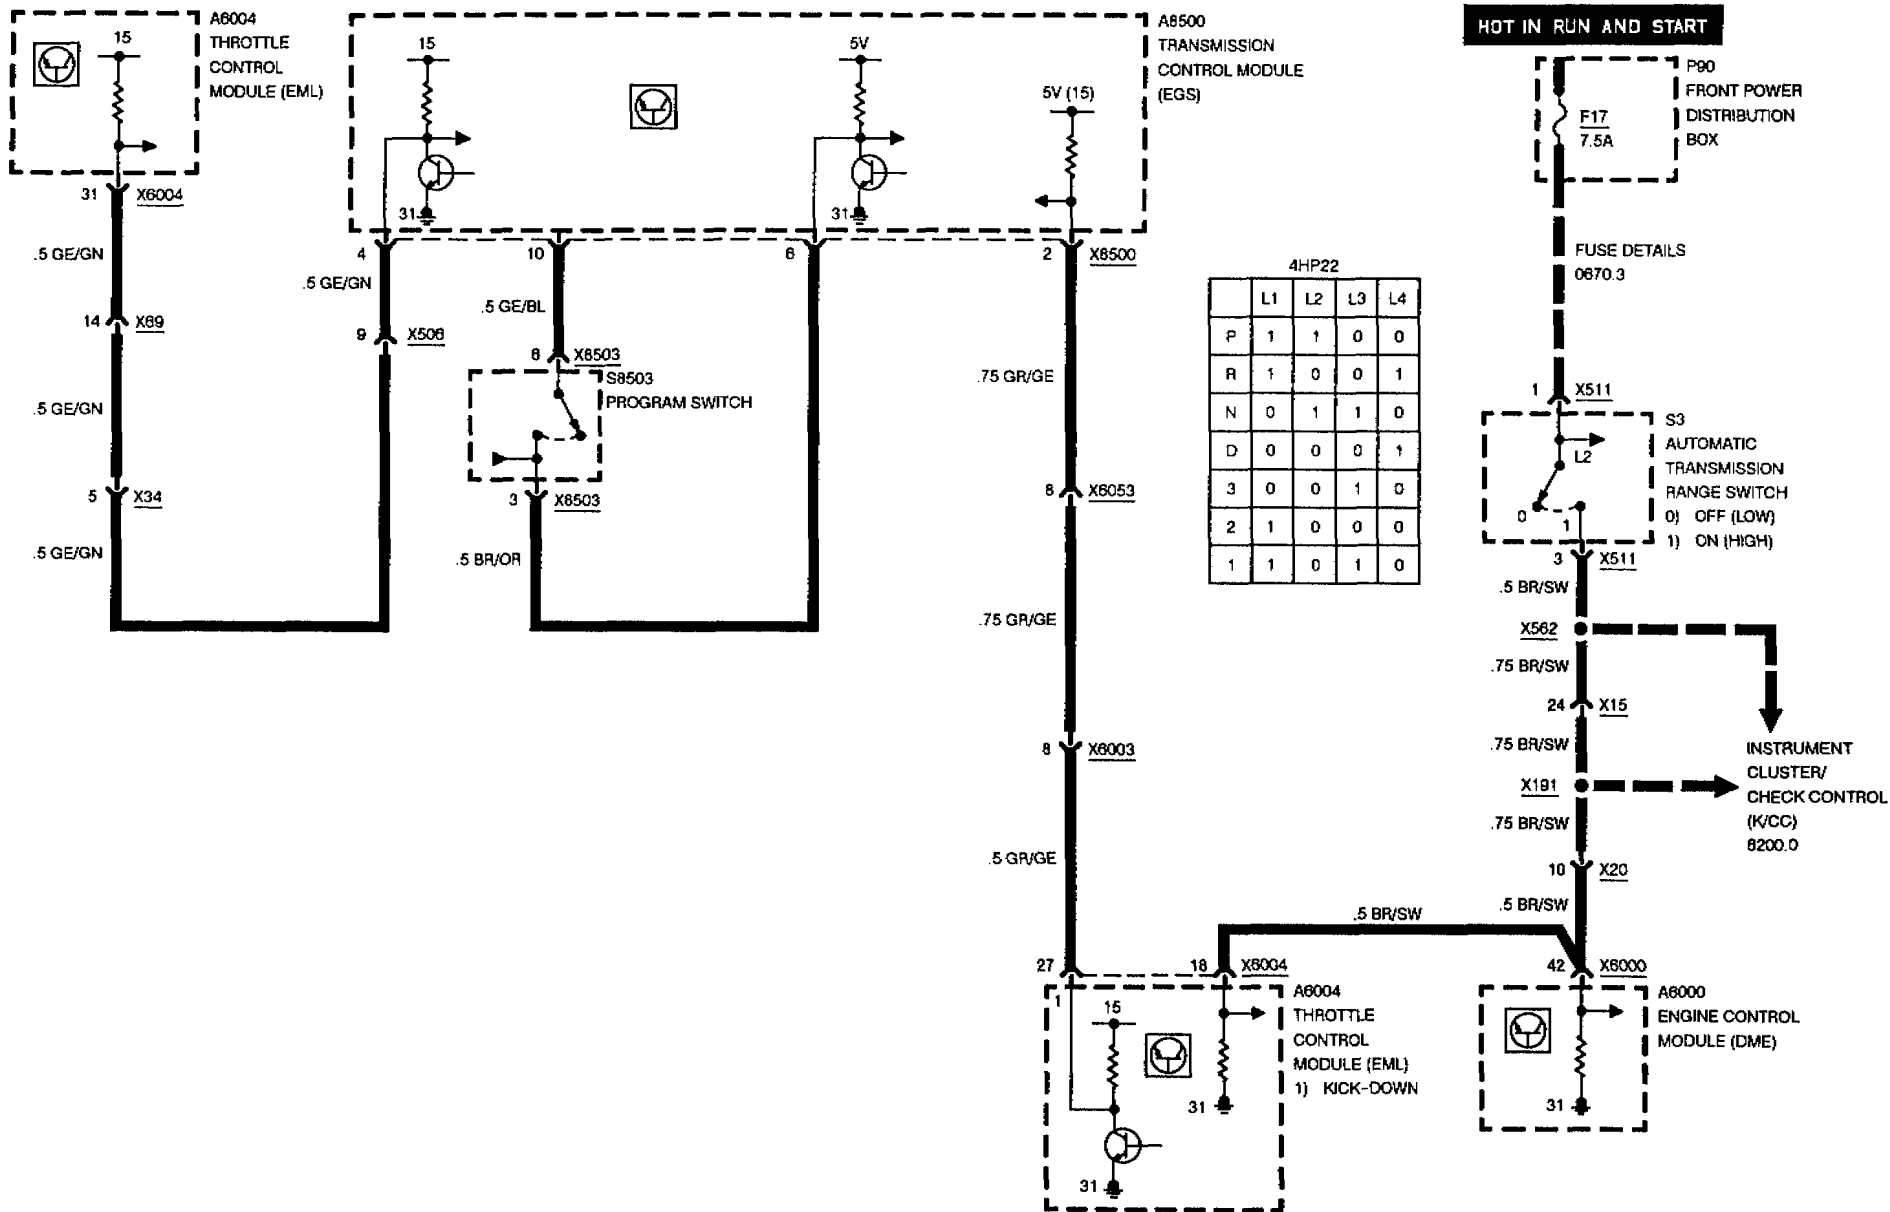 A6004
THROTTLE
CONTROL
MODULE (EML)
15
31 X6004
.5 GE/GN
14 X69
.5 GE/GN
5 X34
.5 GE/GN
A8500
TRANSMISSION
CONTROL MODULE
(EGS)
15
5V
5V (15)
31
31
4
10
6
2 X8500
.5 GE/GN
9 X506
.5 GE/BL
6 X8503
S8503
PROGRAM SWITCH
3 X8503
.5 BR/OR
.75 GR/GE
8 X6053
.75 GR/GE
8 X6003
.5 GR/GE
4HP22
L1 L2 L3 L4
P 1 1 0 0
R 1 0 0 1
N 0 1 1 0
D 0 0 0 1
3 0 0 1 0
2 1 0 0 0
1 1 0 1 0
HOT IN RUN AND START
P90
FRONT POWER
DISTRIBUTION
BOX
F17
7.5A
FUSE DETAILS
0670.3
1 X511
S3
AUTOMATIC
TRANSMISSION
RANGE SWITCH
0) OFF (LOW)
1) ON (HIGH)
L2
0
1
3 X511
.5 BR/SW
X562
.75 BR/SW
24 X15
.75 BR/SW
X191
.75 BR/SW
10 X20
.5 BR/SW
INSTRUMENT
CLUSTER/
CHECK CONTROL
(K/CC)
8200.0
.5 BR/SW
27
18 X6004
42 X6000
A6004
THROTTLE
CONTROL
MODULE (EML)
1) KICK-DOWN
1
15
31
31
A6000
ENGINE CONTROL
MODULE (DME)
31